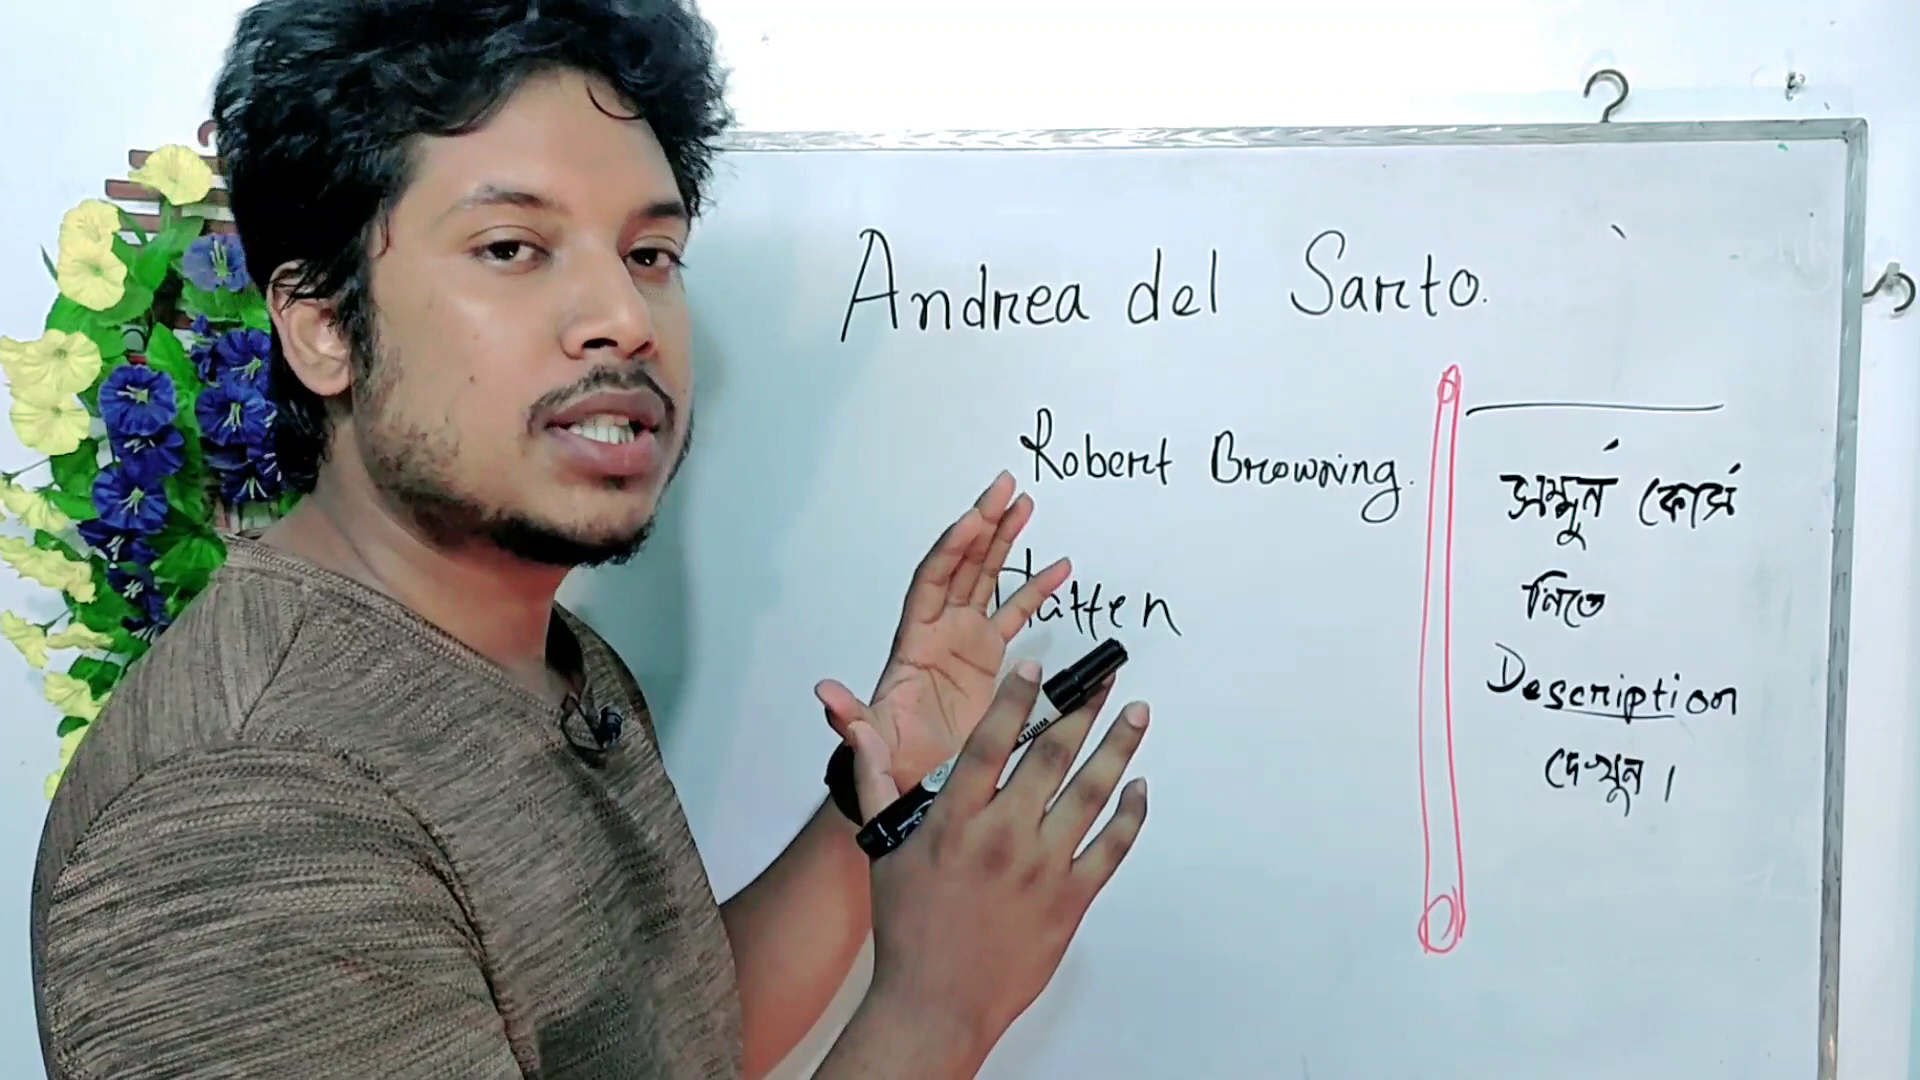 Andrea del Sarto.
Robert Browning.
সম্পূর্ন কোর্স
নিতে
Description
দেখুন।